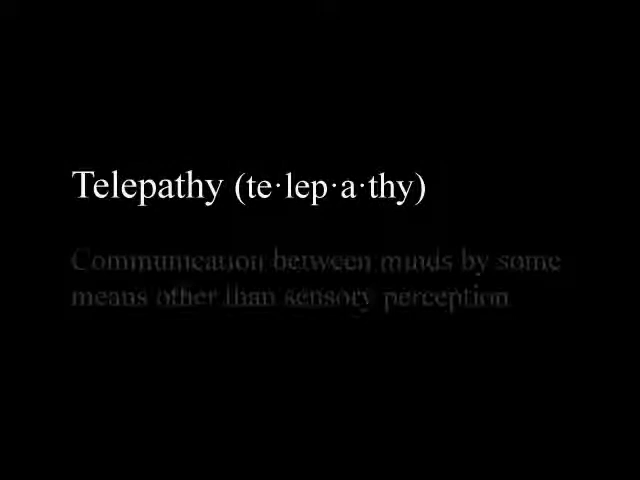 Telepathy (te·lep·a·thy)
Communication between minds by some
means other than sensory perception